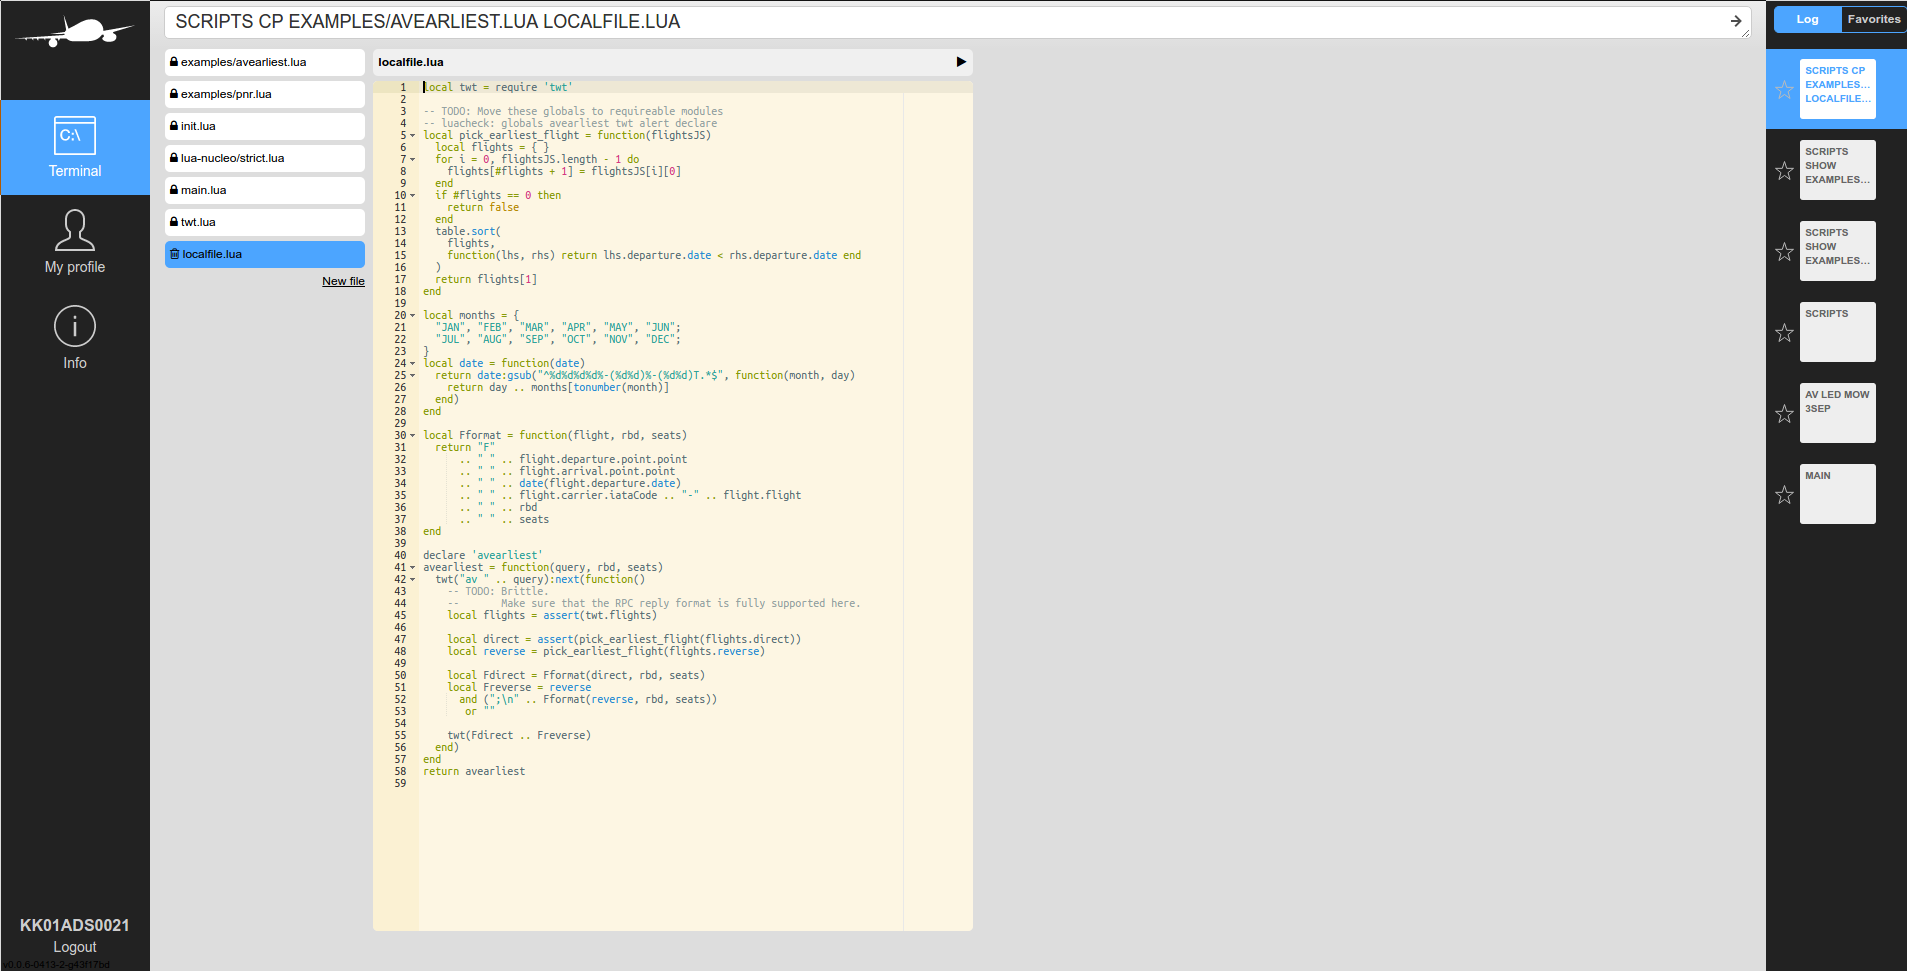 SCRIPTS CP EXAMPLES/AVEARLIEST.LUA LOCALFILE.LUA
C:\
Terminal
My profile
Info
KK01ADS0021
Logout
v0.0.6-0413-2-g43f17bd
examples/avearliest.lua
examples/pnr.lua
init.lua
lua-nucleo/strict.lua
main.lua
twt.lua
localfile.lua
New file
localfile.lua
1 local twt = require 'twt'
2
3 -- TODO: Move these globals to requireable modules
4 -- luacheck: globals avearliest twt alert declare
5 local pick_earliest_flight = function(flightsJS)
6   local flights = { }
7   for i = 0, flightsJS.length - 1 do
8     flights[#flights + 1] = flightsJS[i][0]
9   end
10   if #flights == 0 then
11     return false
12   end
13   table.sort(
14     flights,
15     function(lhs, rhs) return lhs.departure.date < rhs.departure.date end
16   )
17   return flights[1]
18 end
19
20 local months = {
21   "JAN", "FEB", "MAR", "APR", "MAY", "JUN";
22   "JUL", "AUG", "SEP", "OCT", "NOV", "DEC";
23 }
24 local date = function(date)
25   return date:gsub("^%d%d%d%d%-(%d%d)%-(%d%d)T.*$", function(month, day)
26     return day .. months[tonumber(month)]
27   end)
28 end
29
30 local Fformat = function(flight, rbd, seats)
31   return "F"
32       .. " " .. flight.departure.point.point
33       .. " " .. flight.arrival.point.point
34       .. " " .. date(flight.departure.date)
35       .. " " .. flight.carrier.iataCode .. "-" .. flight.flight
36       .. " " .. rbd
37       .. " " .. seats
38 end
39
40 declare 'avearliest'
41 avearliest = function(query, rbd, seats)
42   twt("av " .. query):next(function()
43     -- TODO: Brittle.
44     --       Make sure that the RPC reply format is fully supported here.
45     local flights = assert(twt.flights)
46
47     local direct = assert(pick_earliest_flight(flights.direct))
48     local reverse = pick_earliest_flight(flights.reverse)
49
50     local Fdirect = Fformat(direct, rbd, seats)
51     local Freverse = reverse
52       and (";\n" .. Fformat(reverse, rbd, seats))
53        or ""
54
55     twt(Fdirect .. Freverse)
56   end)
57 end
58 return avearliest
59
Log
Favorites
SCRIPTS CP
EXAMPLES...
LOCALFILE...
SCRIPTS
SHOW
EXAMPLES...
SCRIPTS
SHOW
EXAMPLES...
SCRIPTS
AV LED MOW
3SEP
MAIN